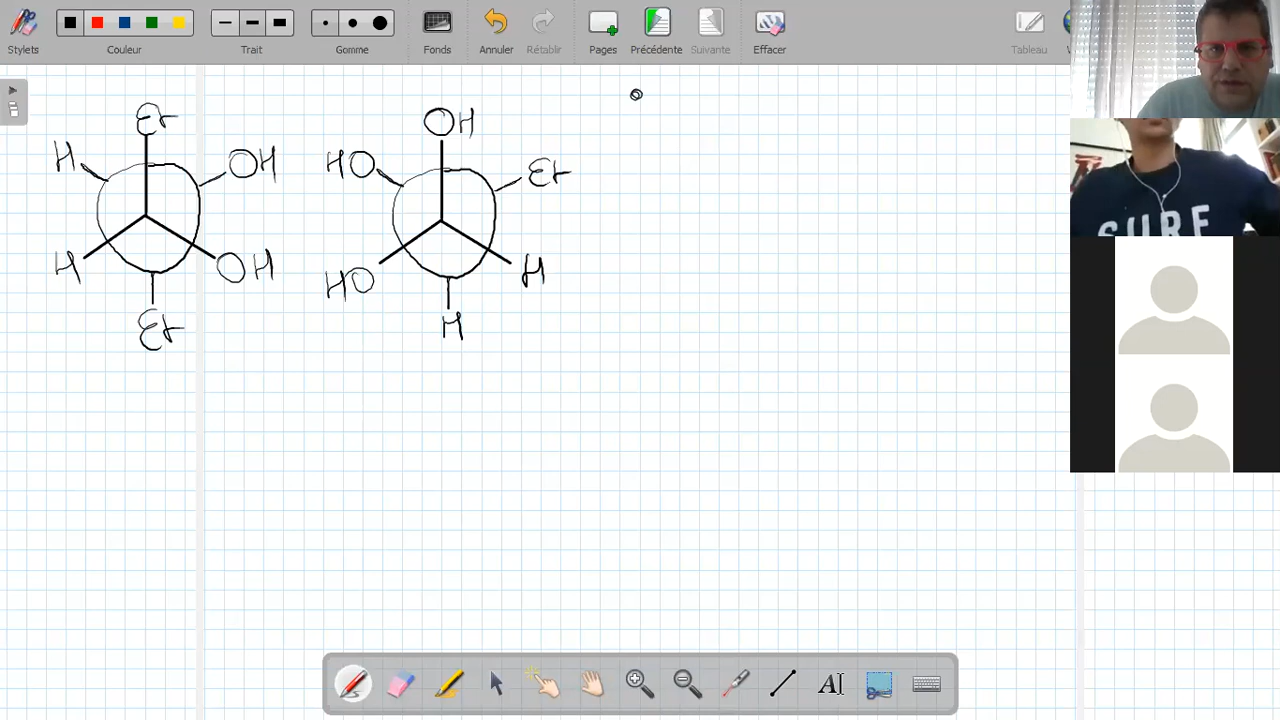 Stylets
Couleur
Trait
Gomme
Fonds
Annuler
Rétablir
Pages
Précédente
Suivante
Effacer
Tableau
Et
H
OH
H
OH
Et
OH
HO
Et
HO
H
H
SURF
AI